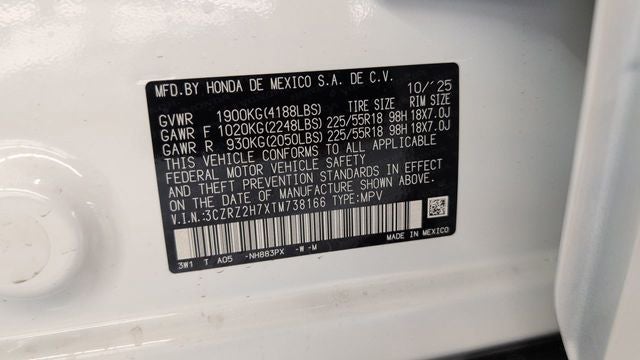 MFD.BY HONDA DE MEXICO S.A. DE C.V. 10/'25
GVWR 1900KG(4188LBS) TIRE SIZE RIM SIZE
GAWR F 1020KG(2248LBS) 225/55R18 98H 18X7.0J
GAWR R 930KG(2050LBS) 225/55R18 98H 18X7.0J
THIS VEHICLE CONFORMS TO ALL APPLICABLE
FEDERAL MOTOR VEHICLE SAFETY
AND THEFT PREVENTION STANDARDS IN EFFECT
ON THE DATE OF MANUFACTURE SHOWN ABOVE.
V.I.N.:3CZRZ2H7XTM738166 TYPE:MPV
3W1 T A05 -NH883PX -W -M MADE IN MEXICO